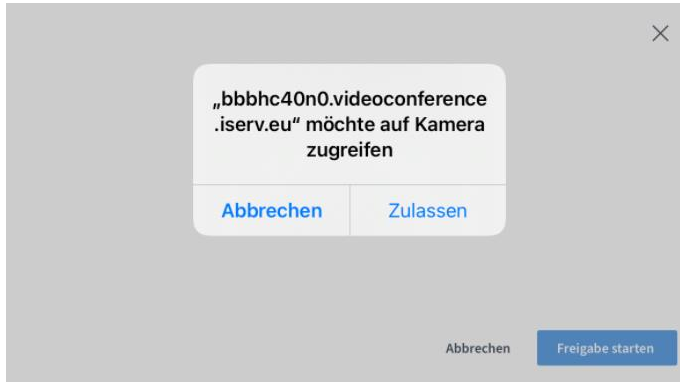 „bbbhc40n0.videoconference
.iserv.eu“ möchte auf Kamera
zugreifen
Abbrechen
Zulassen
Abbrechen
Freigabe starten